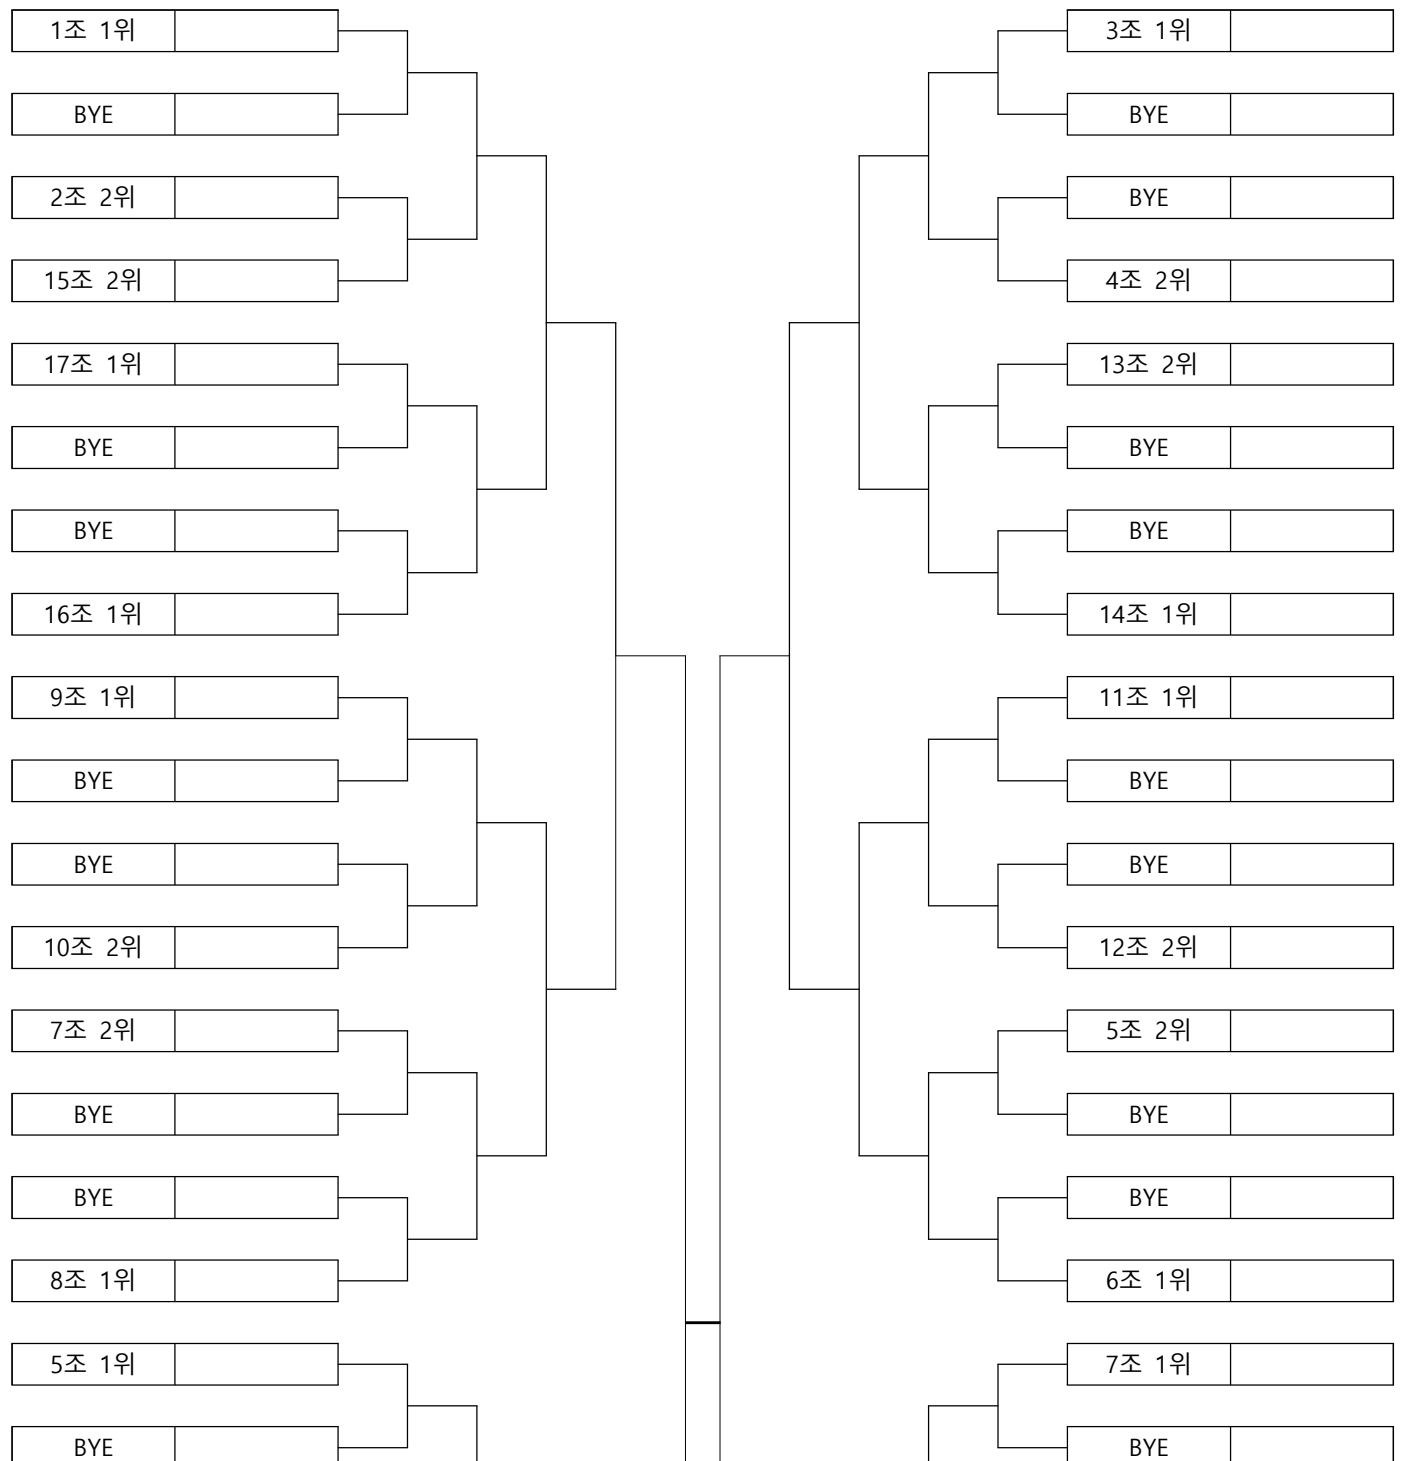 1조 1위
BYE
2조 2위
15조 2위
17조 1위
BYE
BYE
16조 1위
9조 1위
BYE
BYE
10조 2위
7조 2위
BYE
BYE
8조 1위
5조 1위
BYE
3조 1위
BYE
BYE
4조 2위
13조 2위
BYE
BYE
14조 1위
11조 1위
BYE
BYE
12조 2위
5조 2위
BYE
BYE
6조 1위
7조 1위
BYE